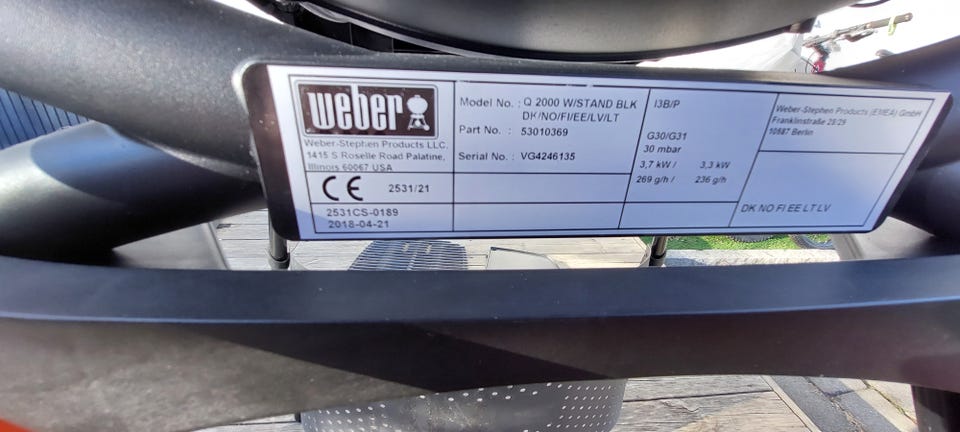 weber
Weber-Stephen Products LLC.
1415 S Roselle Road Palatine,
Illinois 60067 USA
CE 2531/21
2531CS-0189
2018-04-21
Model No. : Q 2000 W/STAND BLK
DK/NO/FI/EE/LV/LT
Part No. : 53010369
Serial No. : VG4246135
I3B/P
G30/G31
30 mbar
3,7 kW / 3,3 kW
269 g/h / 236 g/h
Weber-Stephen Products (EMEA) GmbH
Franklinstraße 28/29
10587 Berlin
DK NO FI EE LT LV